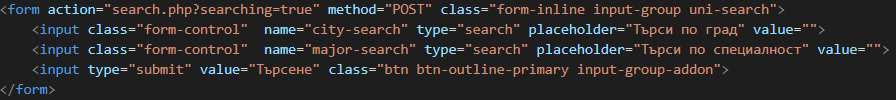 <form action="search.php?searching=true" method="POST" class="form-inline input-group uni-search">
    <input class="form-control"  name="city-search" type="search" placeholder="Търси по град" value="">
    <input class="form-control"  name="major-search" type="search" placeholder="Търси по специалност" value="">
    <input type="submit" value="Търсене" class="btn btn-outline-primary input-group-addon">
</form>